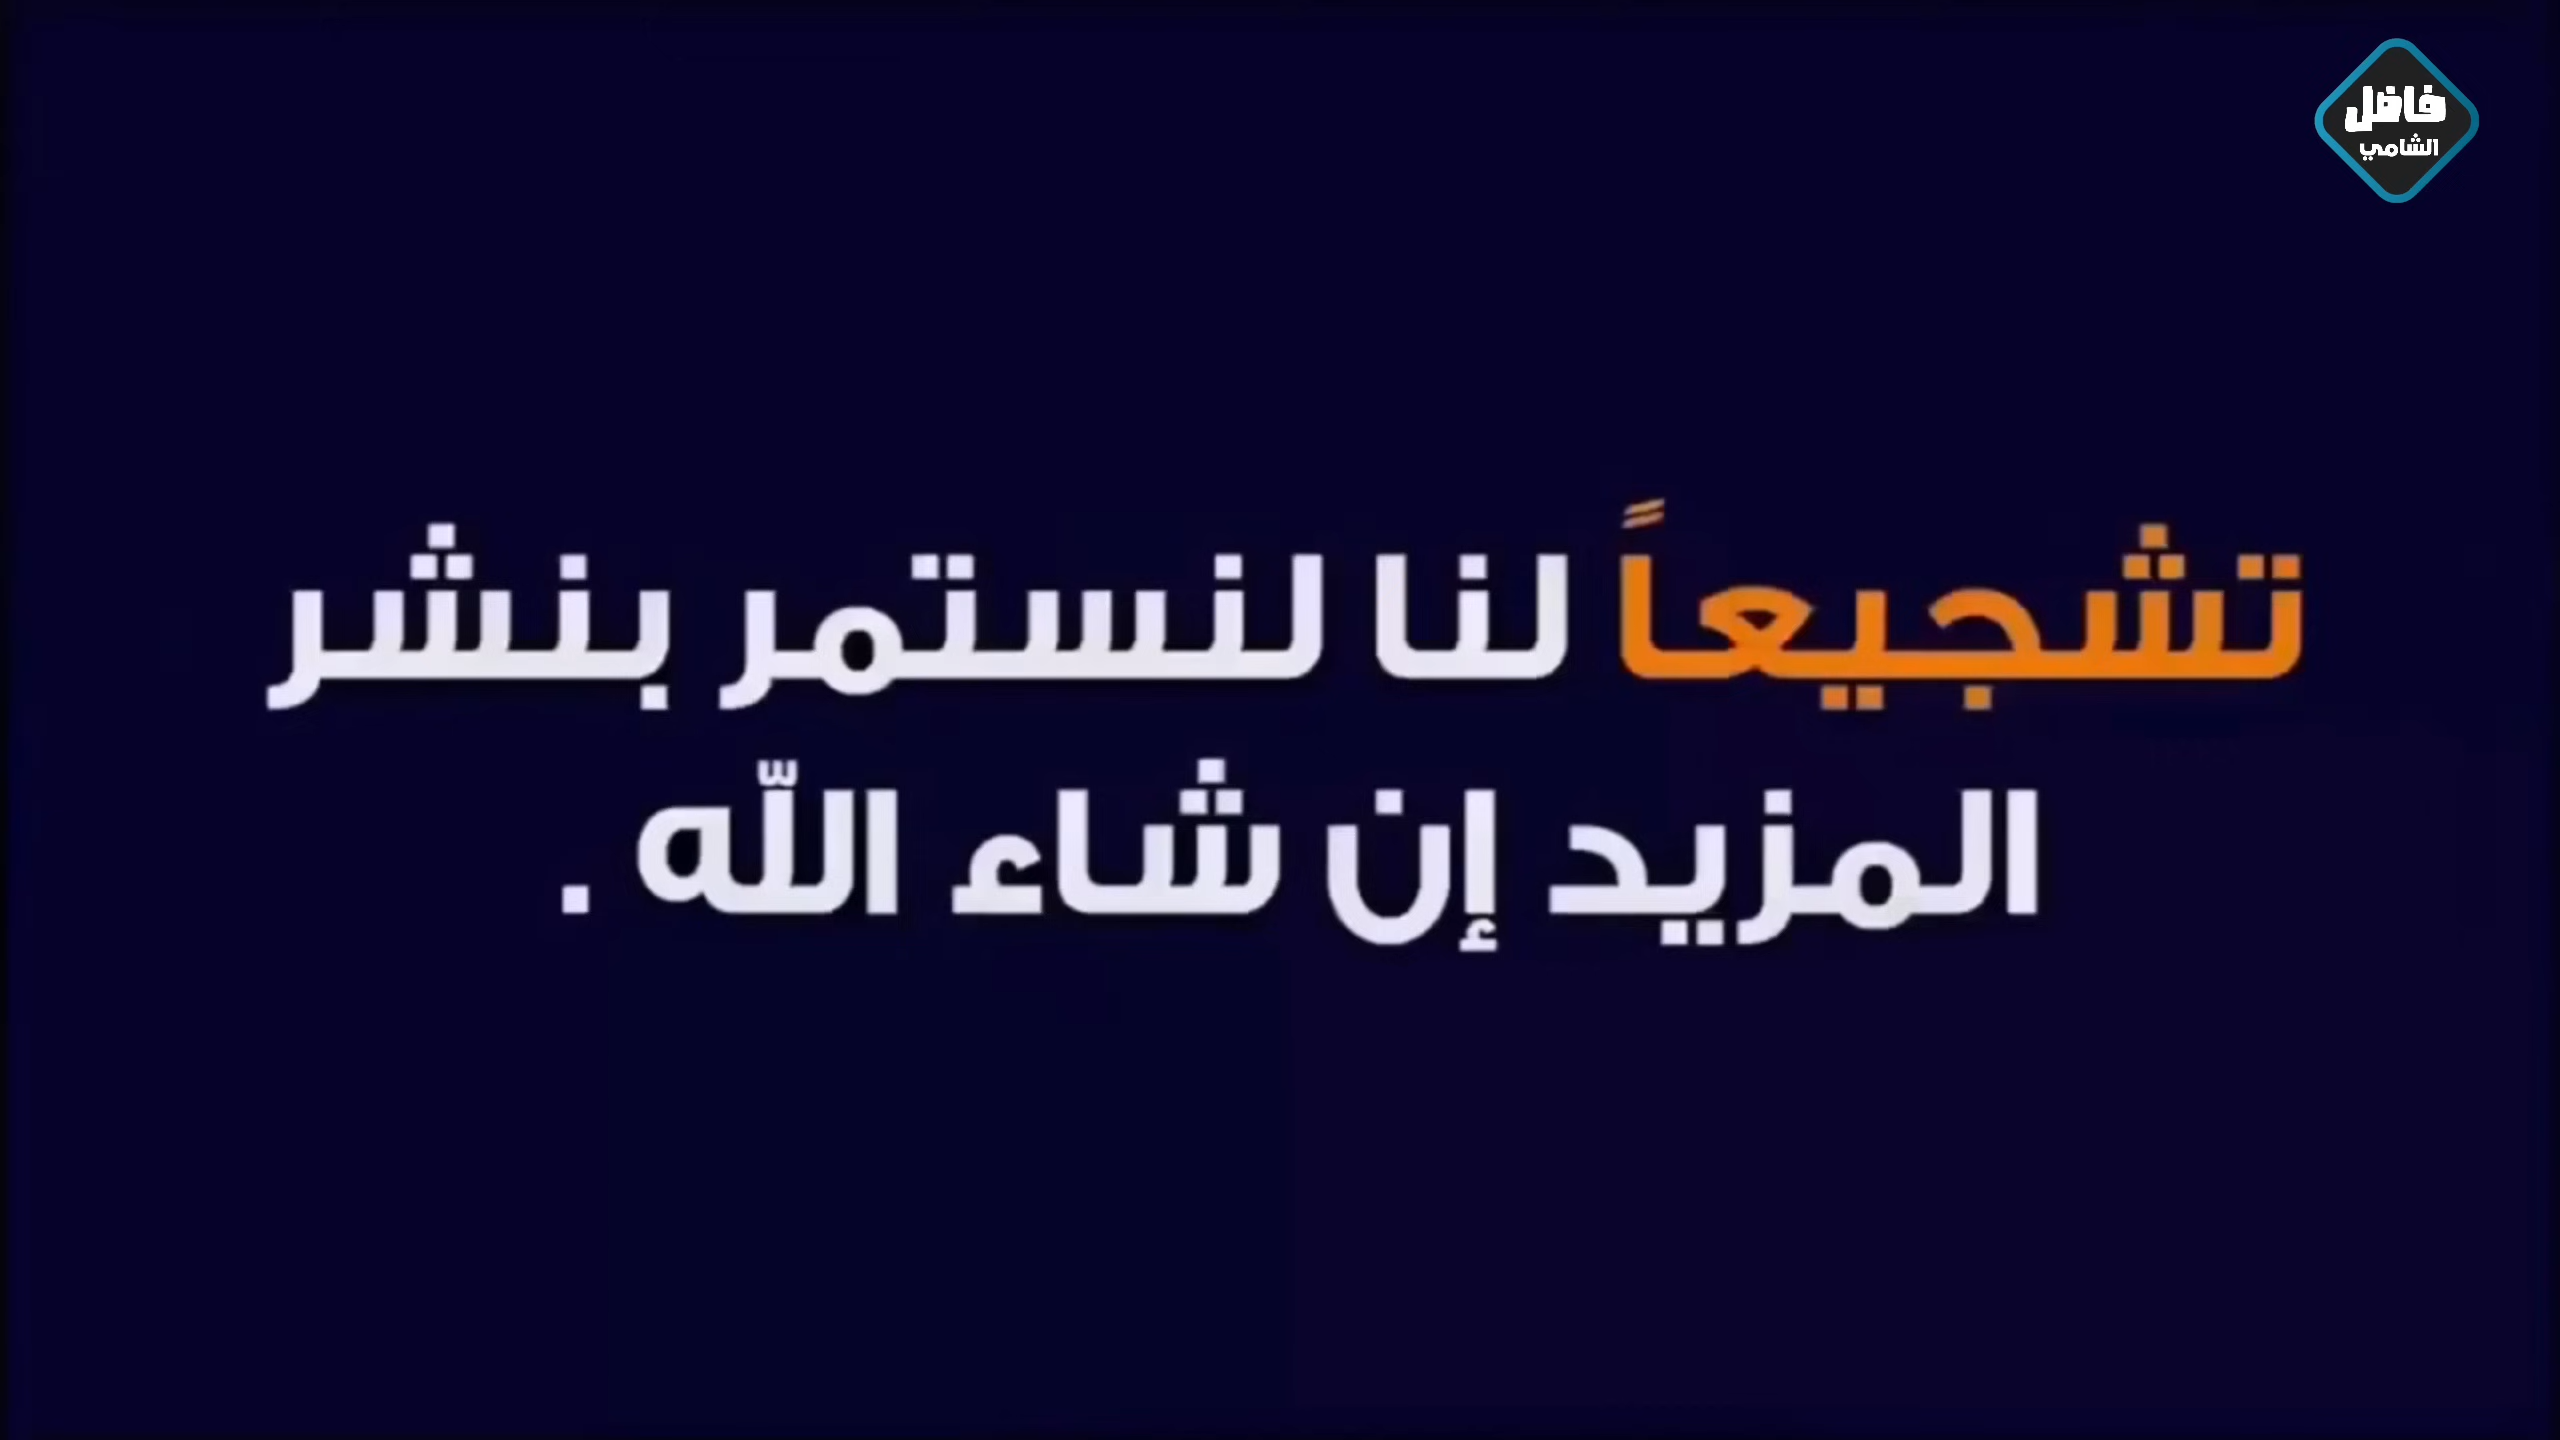 فاضل
الشامي
تشجيعاً لنا لنستمر بنشر
المزيد إن شاء اللّه .